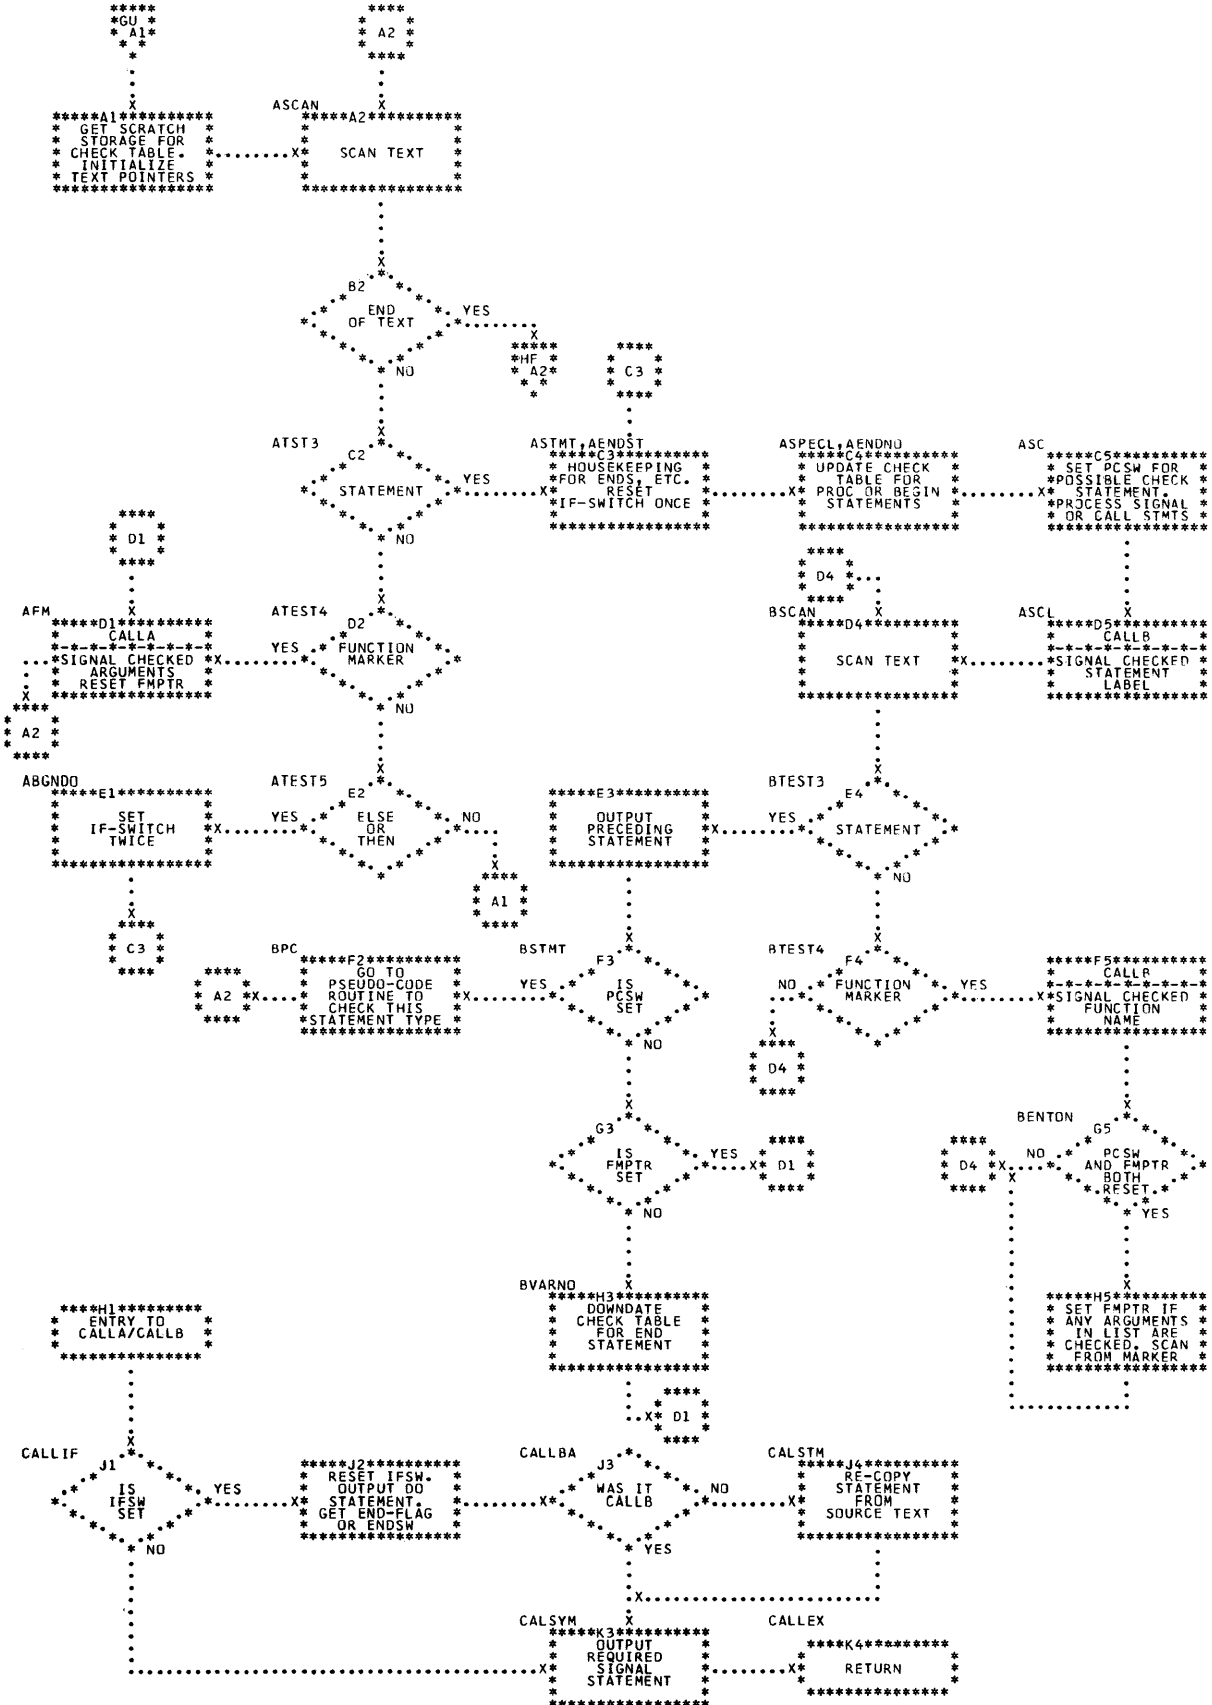 GU
A1
A2
A1
GET SCRATCH
STORAGE FOR
CHECK TABLE.
INITIALIZE
TEXT POINTERS
ASCAN
A2
SCAN TEXT
B2
END
OF TEXT
YES
NO
HF
A2
C3
ATST3
C2
STATEMENT
YES
NO
ASTMT,AENDST
C3
HOUSEKEEPING
FOR ENDS, ETC.
RESET
IF-SWITCH ONCE
ASPECL,AENDNO
C4
UPDATE CHECK
TABLE FOR
PROC OR BEGIN
STATEMENTS
ASC
C5
SET PCSW FOR
POSSIBLE CHECK
STATEMENT.
PROCESS SIGNAL
OR CALL STMTS
D1
D4
AFM
D1
CALLA
SIGNAL CHECKED
ARGUMENTS
RESET FMPTR
A2
ATEST4
D2
FUNCTION
MARKER
YES
NO
BSCAN
D4
SCAN TEXT
ASCL
D5
CALLB
SIGNAL CHECKED
STATEMENT
LABEL
ABGNDO
E1
SET
IF-SWITCH
TWICE
C3
ATEST5
E2
ELSE
OR
THEN
YES
NO
A1
E3
OUTPUT
PRECEDING
STATEMENT
BTEST3
E4
STATEMENT
YES
NO
A2
BPC
F2
GO TO
PSEUDO-CODE
ROUTINE TO
CHECK THIS
STATEMENT TYPE
BSTMT
F3
IS
PCSW
SET
YES
NO
BTEST4
F4
FUNCTION
MARKER
NO
YES
D4
F5
CALLB
SIGNAL CHECKED
FUNCTION
NAME
G3
IS
FMPTR
SET
YES
NO
D1
D4
BENTON
G5
PCSW
AND FMPTR
BOTH
RESET
NO
YES
H1
ENTRY TO
CALLA/CALLB
BVARNO
H3
DOWNDATE
CHECK TABLE
FOR END
STATEMENT
D1
H5
SET FMPTR IF
ANY ARGUMENTS
IN LIST ARE
CHECKED. SCAN
FROM MARKER
CALLIF
J1
IS
IFSW
SET
YES
NO
J2
RESET IFSW.
OUTPUT DO
STATEMENT.
GET END-FLAG
OR ENDSW
CALLBA
J3
WAS IT
CALLB
NO
YES
CALSTM
J4
RE-COPY
STATEMENT
FROM
SOURCE TEXT
CALSYM
K3
OUTPUT
REQUIRED
SIGNAL
STATEMENT
CALLEX
K4
RETURN